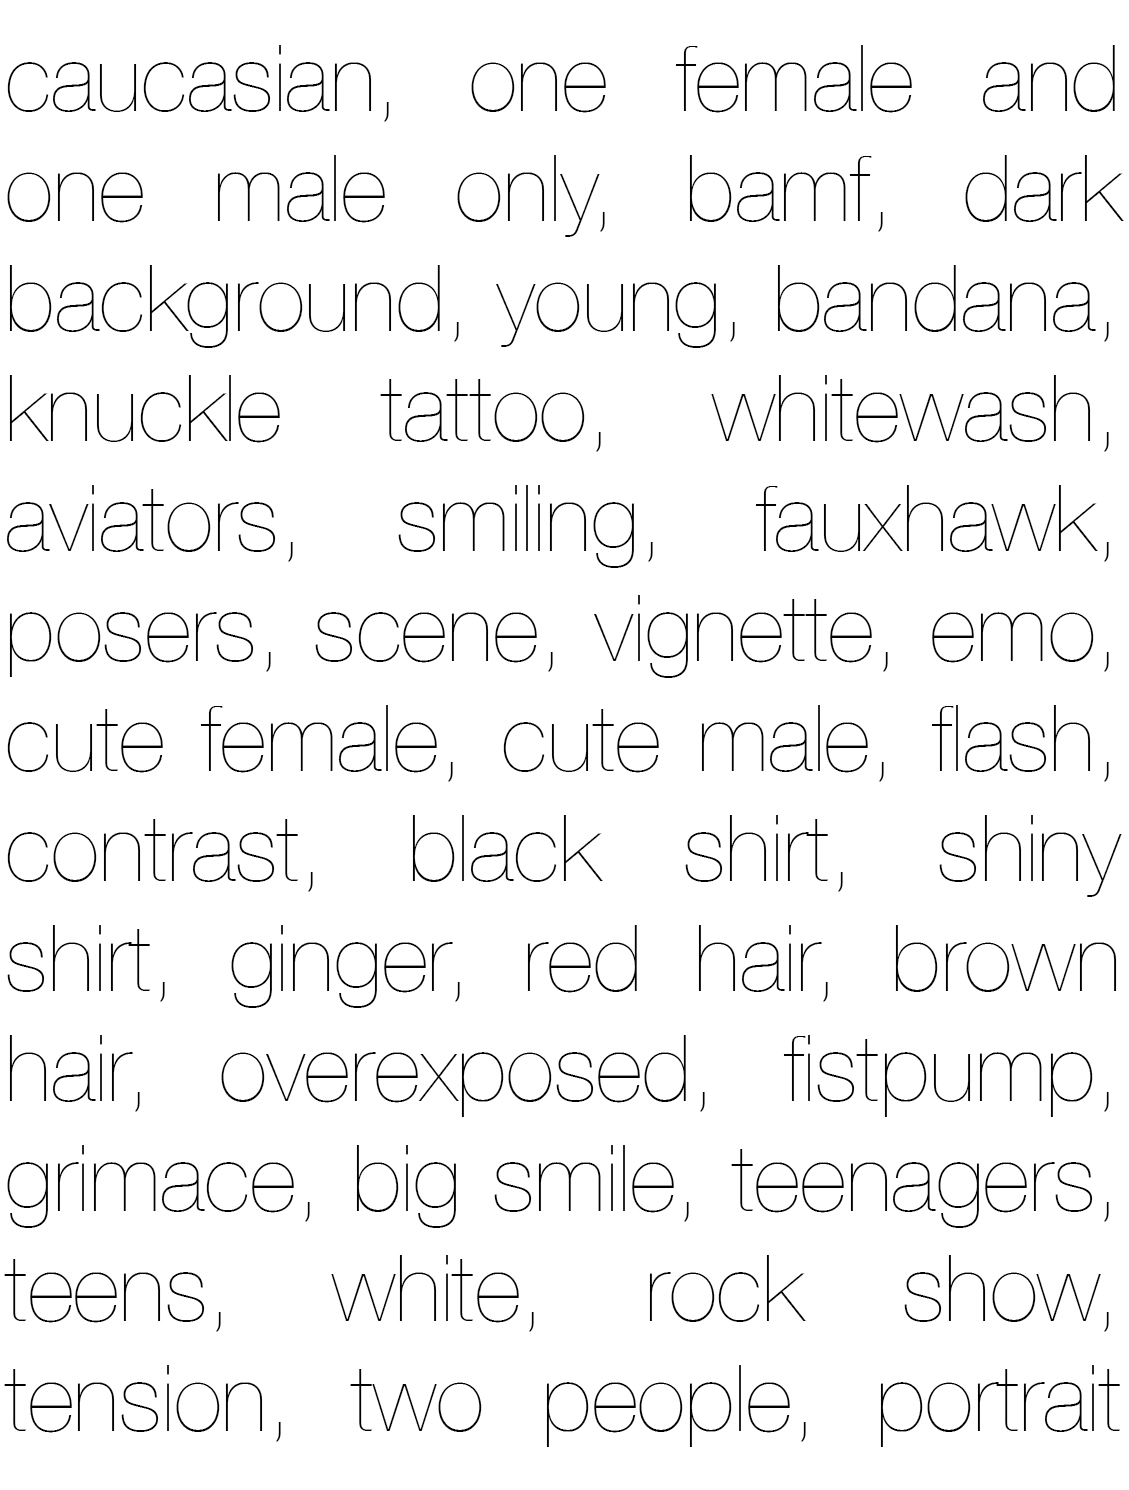 caucasian, one female and
one male only, bamf, dark
background, young, bandana,
knuckle tattoo, whitewash,
aviators, smiling, fauxhawk,
posers, scene, vignette, emo,
cute female, cute male, flash,
contrast, black shirt, shiny
shirt, ginger, red hair, brown
hair, overexposed, fistpump,
grimace, big smile, teenagers,
teens, white, rock show,
tension, two people, portrait